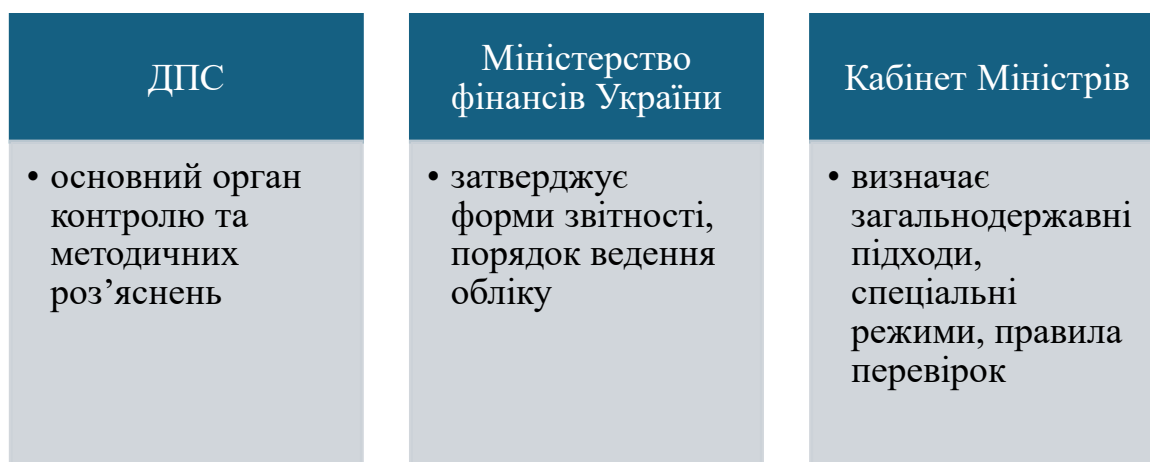 ДПС
• основний орган
контролю та
методичних
роз’яснень
Міністерство
фінансів України
• затверджує
форми звітності,
порядок ведення
обліку
Кабінет Міністрів
• визначає
загальнодержавні
підходи,
спеціальні
режими, правила
перевірок